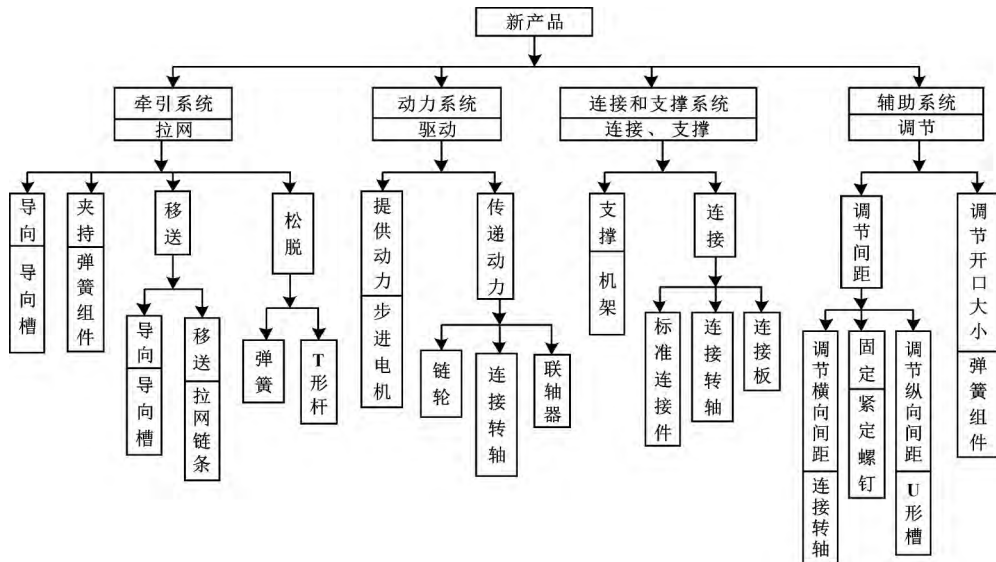 新产品
牵引系统
拉网
动力系统
驱动
连接和支撑系统
连接、支撑
辅助系统
调节
导向
导向槽
夹持
弹簧组件
移送
松脱
提供动力
步进电机
传递动力
支撑
机架
连接
调节间距
调节开口大小
弹簧组件
导向
导向槽
移送
拉网链条
弹簧
T形杆
链轮
连接转轴
联轴器
标准连接件
连接转轴
连接板
调节横向间距
连接转轴
固定
紧定螺钉
调节纵向间距
U形槽